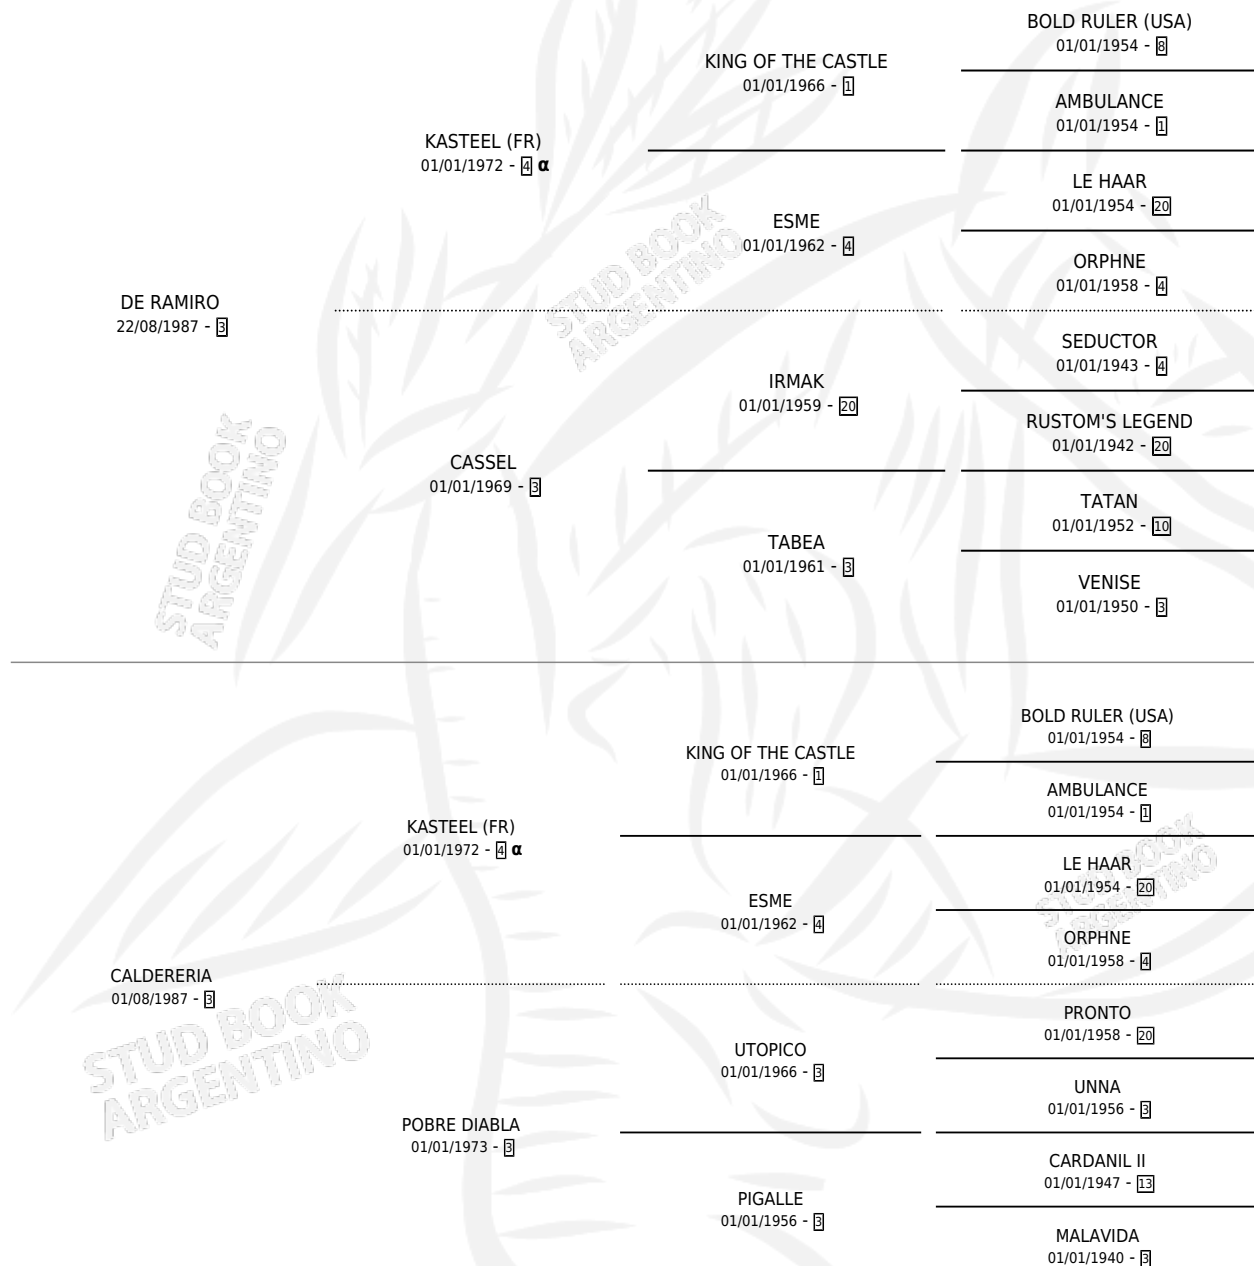 BOLD RULER (USA)
01/01/1954 - 8
KING OF THE CASTLE
01/01/1966 - 1
AMBULANCE
01/01/1954 - 1
KASTEEL (FR)
01/01/1972 - 4 α
LE HAAR
01/01/1954 - 20
ESME
01/01/1962 - 4
ORPHNE
01/01/1958 - 4
DE RAMIRO
22/08/1987 - 3
SEDUCTOR
01/01/1943 - 4
IRMAK
01/01/1959 - 20
RUSTOM'S LEGEND
01/01/1942 - 20
CASSEL
01/01/1969 - 3
TATAN
01/01/1952 - 10
TABEA
01/01/1961 - 3
VENISE
01/01/1950 - 3
STUD BOOK
ARGENTINO
STUD BOOK
ARGENTINO
BOLD RULER (USA)
01/01/1954 - 8
KING OF THE CASTLE
01/01/1966 - 1
AMBULANCE
01/01/1954 - 1
KASTEEL (FR)
01/01/1972 - 4 α
LE HAAR
01/01/1954 - 20
ESME
01/01/1962 - 4
ORPHNE
01/01/1958 - 4
CALDERERIA
01/08/1987 - 3
PRONTO
01/01/1958 - 20
UTOPICO
01/01/1966 - 3
UNNA
01/01/1956 - 3
POBRE DIABLA
01/01/1973 - 3
CARDANIL II
01/01/1947 - 13
PIGALLE
01/01/1956 - 3
MALAVIDA
01/01/1940 - 3
STUD BOOK
ARGENTINO
STUD BOOK
ARGENTINO